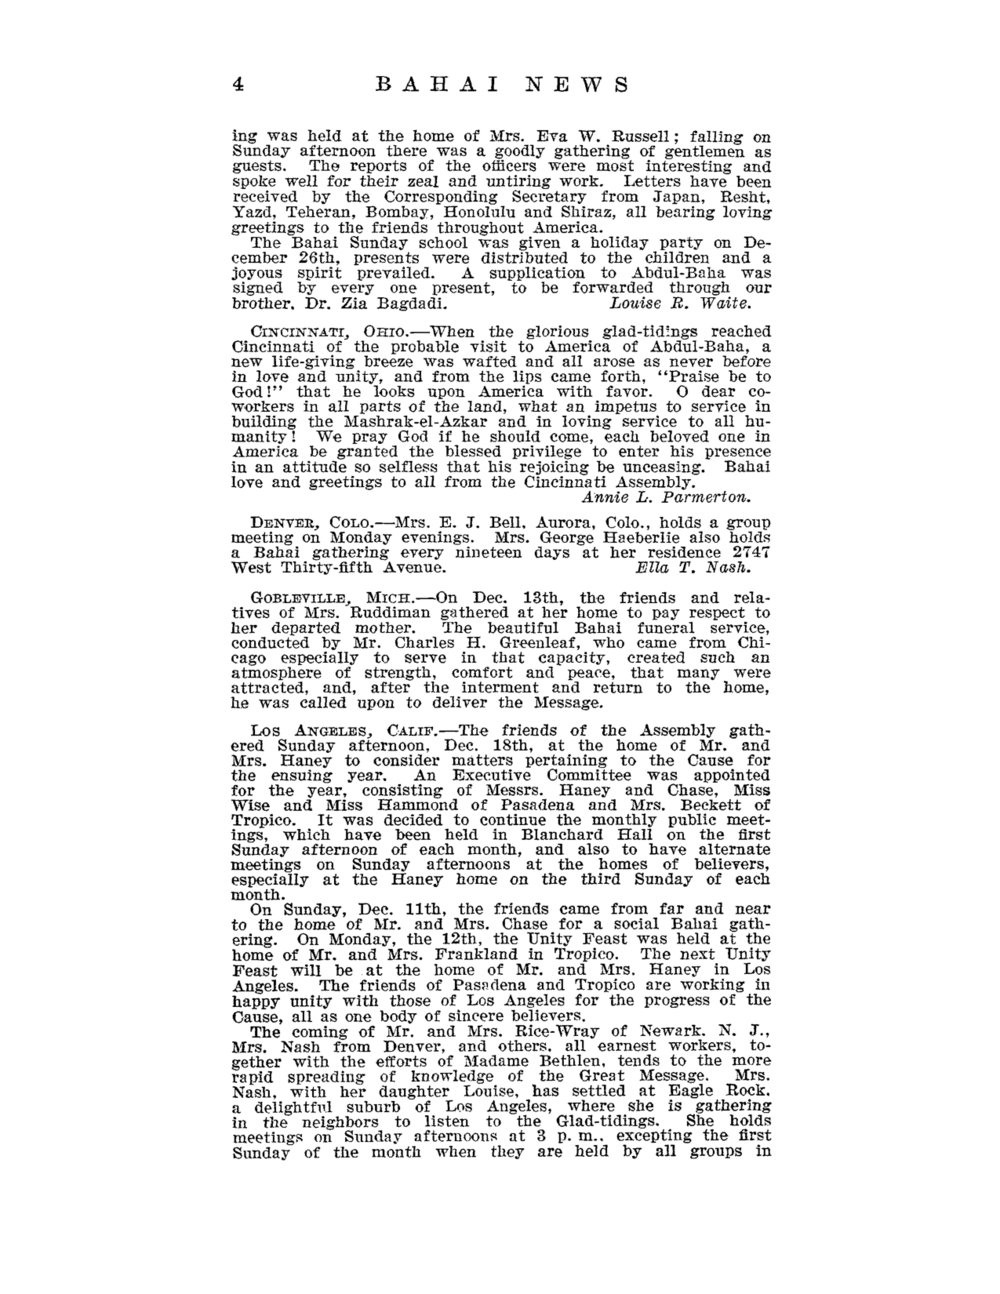 4 BAHAI NEWS
ing was held at the home of Mrs. Eva W. Russell; falling on
Sunday afternoon there was a goodly gathering of gentlemen as
guests. The reports of the officers were most interesting and
spoke well for their zeal and untiring work. Letters have been
received by the Corresponding Secretary from Japan, Resht,
Yazd, Teheran, Bombay, Honolulu and Shiraz, all bearing loving
greetings to the friends throughout America.
The Bahai Sunday school was given a holiday party on De-
cember 26th, presents were distributed to the children and a
joyous spirit prevailed. A supplication to Abdul-Baha was
signed by every one present, to be forwarded through our
brother, Dr. Zia Bagdadi. Louise R. Waite.
CINCINNATI, OHIO.—When the glorious glad-tidings reached
Cincinnati of the probable visit to America of Abdul-Baha, a
new life-giving breeze was wafted and all arose as never before
in love and unity, and from the lips came forth, "Praise be to
God!" that he looks upon America with favor. O dear co-
workers in all parts of the land, what an impetus to service in
building the Mashrak-el-Azkar and in loving service to all hu-
manity! We pray God if he should come, each beloved one in
America be granted the blessed privilege to enter his presence
in an attitude so selfless that his rejoicing be unceasing. Bahai
love and greetings to all from the Cincinnati Assembly.
Annie L. Parmerton.
DENVER, COLO.—Mrs. E. J. Bell, Aurora, Colo., holds a group
meeting on Monday evenings. Mrs. George Haeberlie also holds
a Bahai gathering every nineteen days at her residence 2747
West Thirty-fifth Avenue. Ella T. Nash.
GOBLEVILLE, MICH.—On Dec. 13th, the friends and rela-
tives of Mrs. Ruddiman gathered at her home to pay respect to
her departed mother. The beautiful Bahai funeral service,
conducted by Mr. Charles H. Greenleaf, who came from Chi-
cago especially to serve in that capacity, created such an
atmosphere of strength, comfort and peace, that many were
attracted, and, after the interment and return to the home,
he was called upon to deliver the Message.
LOS ANGELES, CALIF.—The friends of the Assembly gath-
ered Sunday afternoon, Dec. 18th, at the home of Mr. and
Mrs. Haney to consider matters pertaining to the Cause for
the ensuing year. An Executive Committee was appointed
for the year, consisting of Messrs. Haney and Chase, Miss
Wise and Miss Hammond of Pasadena and Mrs. Beckett of
Tropico. It was decided to continue the monthly public meet-
ings, which have been held in Blanchard Hall on the first
Sunday afternoon of each month, and also to have alternate
meetings on Sunday afternoons at the homes of believers,
especially at the Haney home on the third Sunday of each
month.
On Sunday, Dec. 11th, the friends came from far and near
to the home of Mr. and Mrs. Chase for a social Bahai gath-
ering. On Monday, the 12th, the Unity Feast was held at the
home of Mr. and Mrs. Frankland in Tropico. The next Unity
Feast will be at the home of Mr. and Mrs. Haney in Los
Angeles. The friends of Pasadena and Tropico are working in
happy unity with those of Los Angeles for the progress of the
Cause, all as one body of sincere believers.
The coming of Mr. and Mrs. Rice-Wray of Newark, N. J.,
Mrs. Nash from Denver, and others, all earnest workers, to-
gether with the efforts of Madame Bethlen, tends to the more
rapid spreading of knowledge of the Great Message. Mrs.
Nash, with her daughter Louise, has settled at Eagle Rock,
a delightful suburb of Los Angeles, where she is gathering
in the neighbors to listen to the Glad-tidings. She holds
meetings on Sunday afternoons at 3 p. m., excepting the first
Sunday of the month when they are held by all groups in